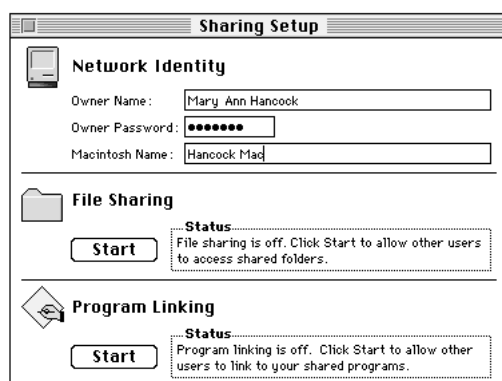 Sharing Setup
Network Identity
Owner Name: Mary Ann Hancock
Owner Password: •••••••
Macintosh Name: Hancock Mac
File Sharing
Status
Start
File sharing is off. Click Start to allow other users
to access shared folders.
Program Linking
Status
Start
Program linking is off. Click Start to allow other
users to link to your shared programs.